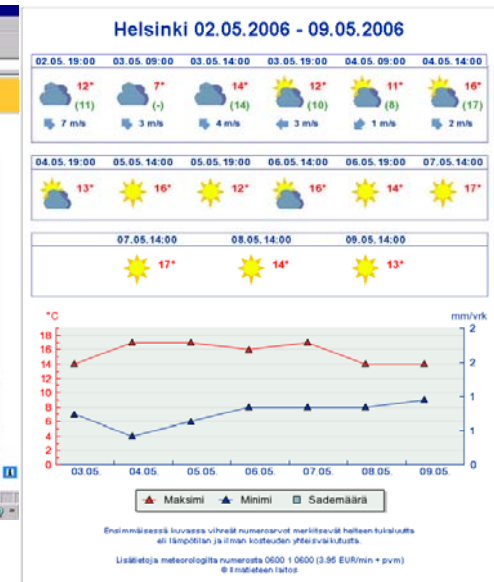 Helsinki 02.05.2006 - 09.05.2006
02.05. 19:00 03.05. 09:00 03.05. 14:00 03.05. 19:00 04.05. 09:00 04.05. 14:00
12° 7° 14° 12° 11° 16°
(11) (-) (14) (10) (8) (17)
7 m/s 3 m/s 4 m/s 3 m/s 1 m/s 2 m/s
04.05. 19:00 05.05. 14:00 05.05. 19:00 06.05. 14:00 06.05. 19:00 07.05. 14:00
13° 16° 12° 16° 14° 17°
07.05. 14:00 08.05. 14:00 09.05. 14:00
17° 14° 13°
°C mm/vrk
18 2
16
14 2
12
10 1
8
6 1
4
2
0 0
03.05. 04.05. 05.05. 06.05. 07.05. 08.05. 09.05.
Maksimi Minimi Sademäärä
Ensimmäisessä kuvassa vihreät numeroarvot merkitsevät helteen tukaluutta
eli lämpötilan ja ilman kosteuden yhteisvaikutusta.
Lisätietoja meteorologilta numerosta 0600 1 0600 (3.95 EUR/min + pvm)
© Ilmatieteen laitos